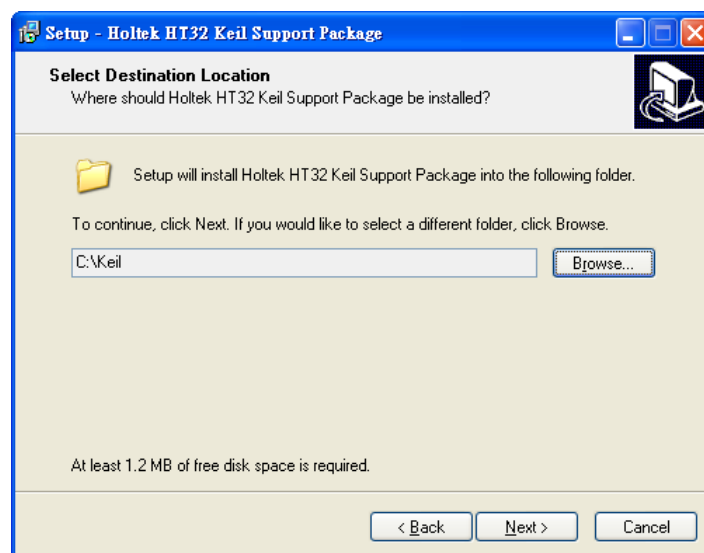 Setup - Holtek HT32 Keil Support Package
Select Destination Location
Where should Holtek HT32 Keil Support Package be installed?
Setup will install Holtek HT32 Keil Support Package into the following folder.
To continue, click Next. If you would like to select a different folder, click Browse.
C:\Keil
Browse...
At least 1.2 MB of free disk space is required.
< Back
Next >
Cancel